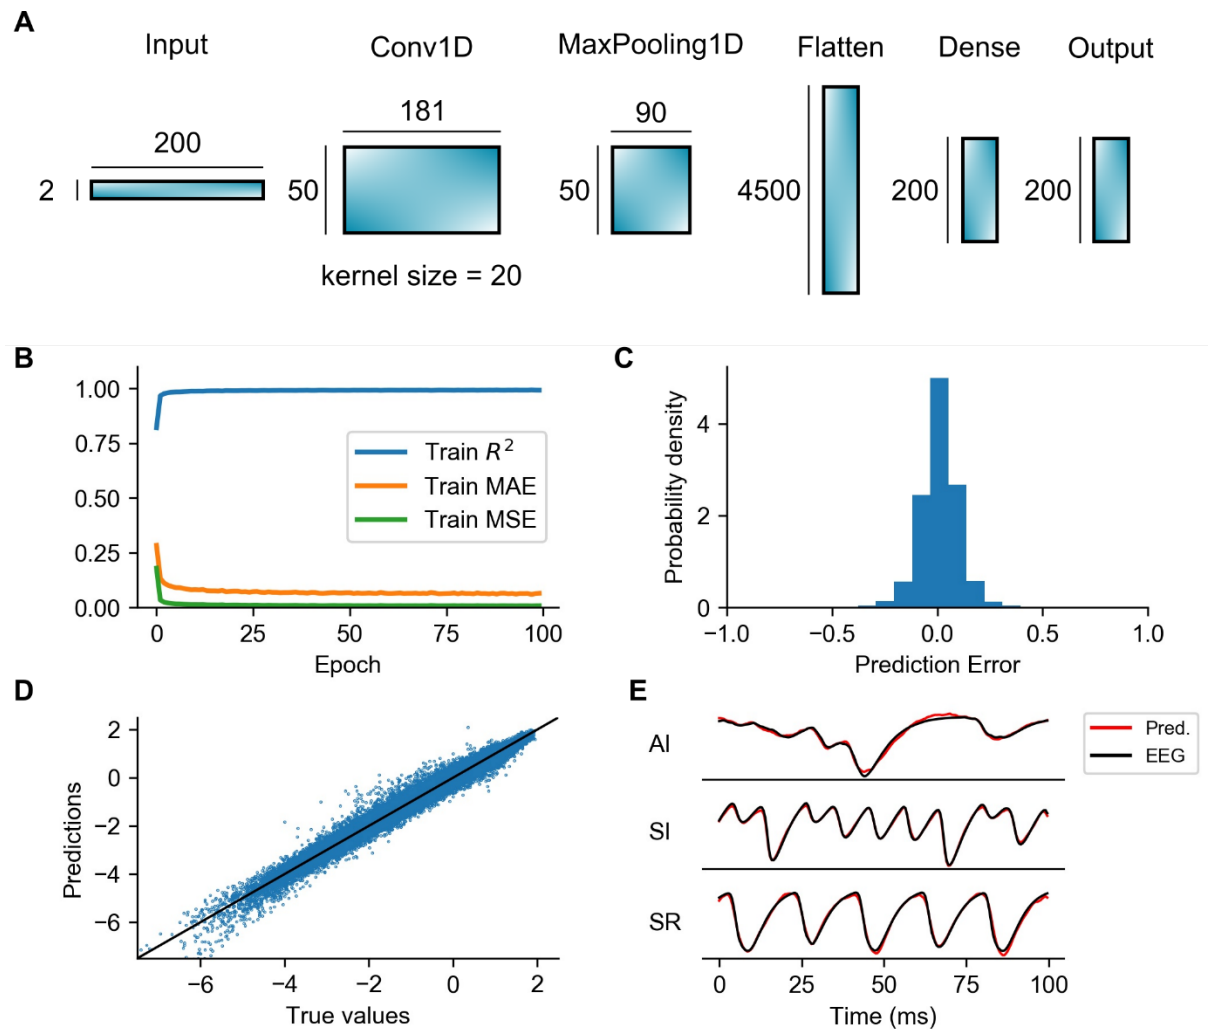 A
Input
Conv1D
MaxPooling1D
Flatten
Dense
Output
200
2
181
50
kernel size = 20
90
50
4500
200
200
B
1.00
0.75
0.50
0.25
0.00
Train R²
Train MAE
Train MSE
0 25 50 75 100
Epoch
C
Probability density
4
2
0
−1.0 −0.5 0.0 0.5 1.0
Prediction Error
D
Predictions
2
0
−2
−4
−6
−6 −4 −2 0 2
True values
E
AI
SI
SR
Pred.
EEG
0 25 50 75 100
Time (ms)